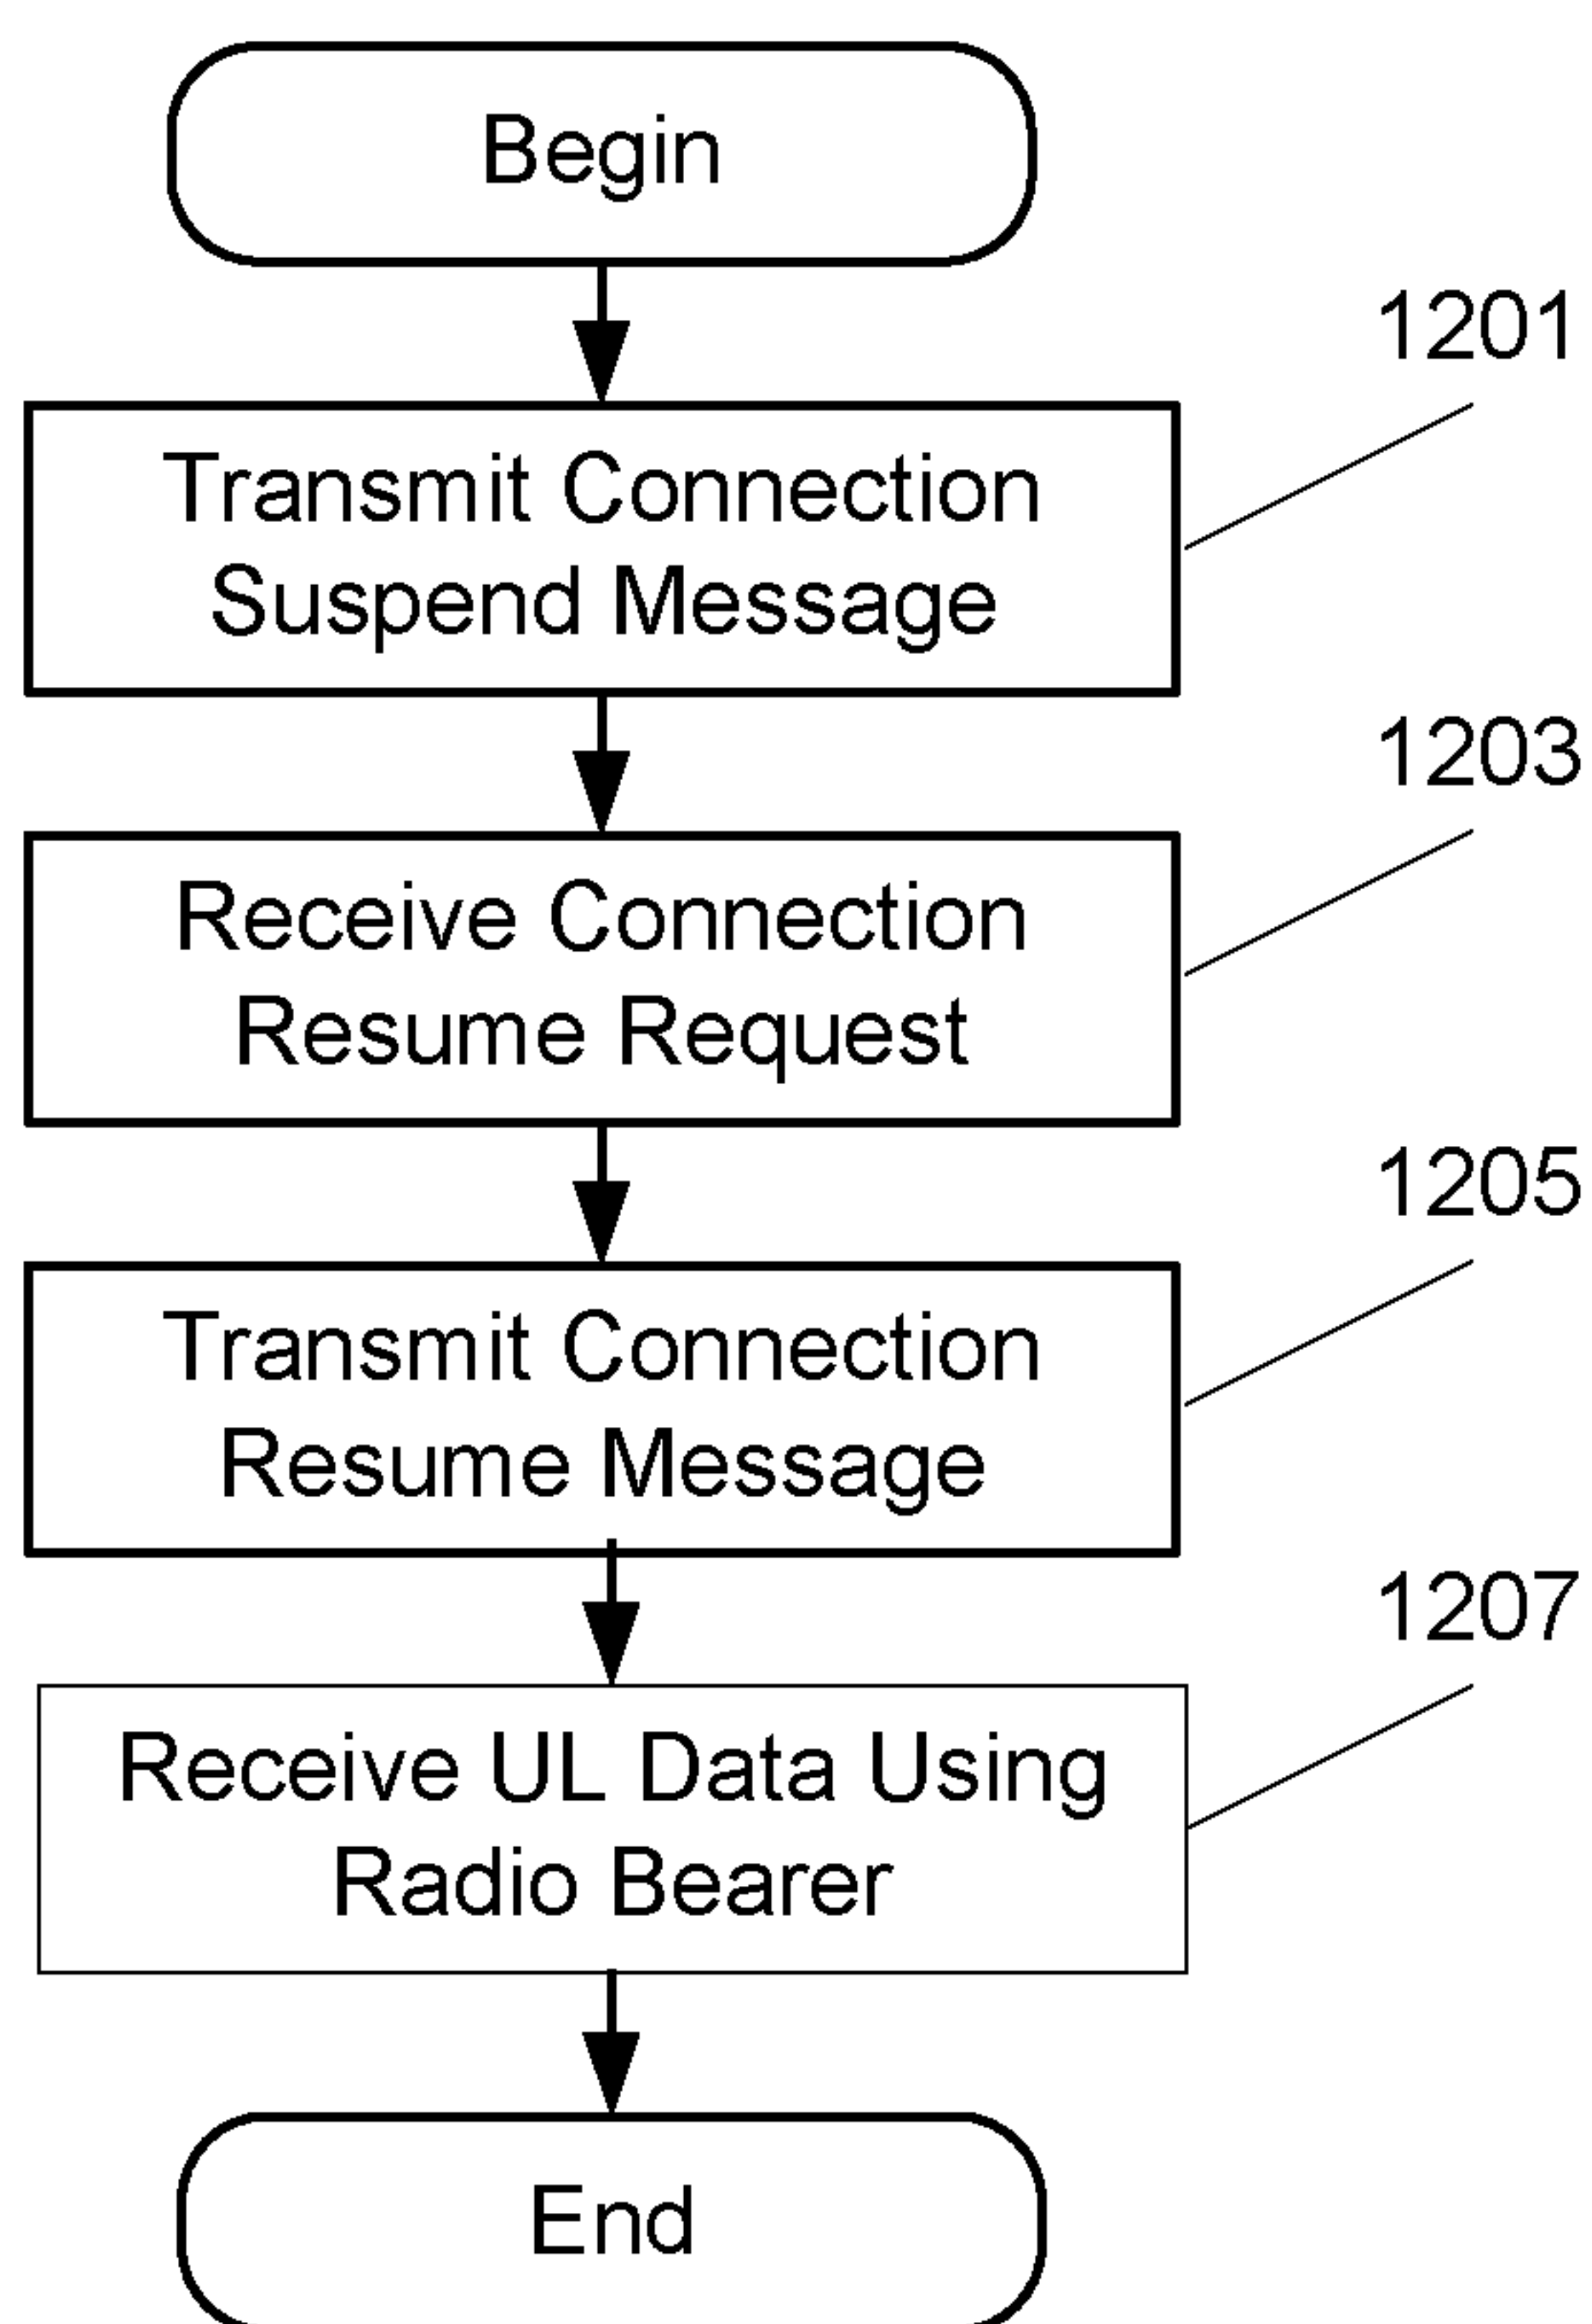 Begin
1201
Transmit Connection
Suspend Message
1203
Receive Connection
Resume Request
1205
Transmit Connection
Resume Message
1207
Receive UL Data Using
Radio Bearer
End